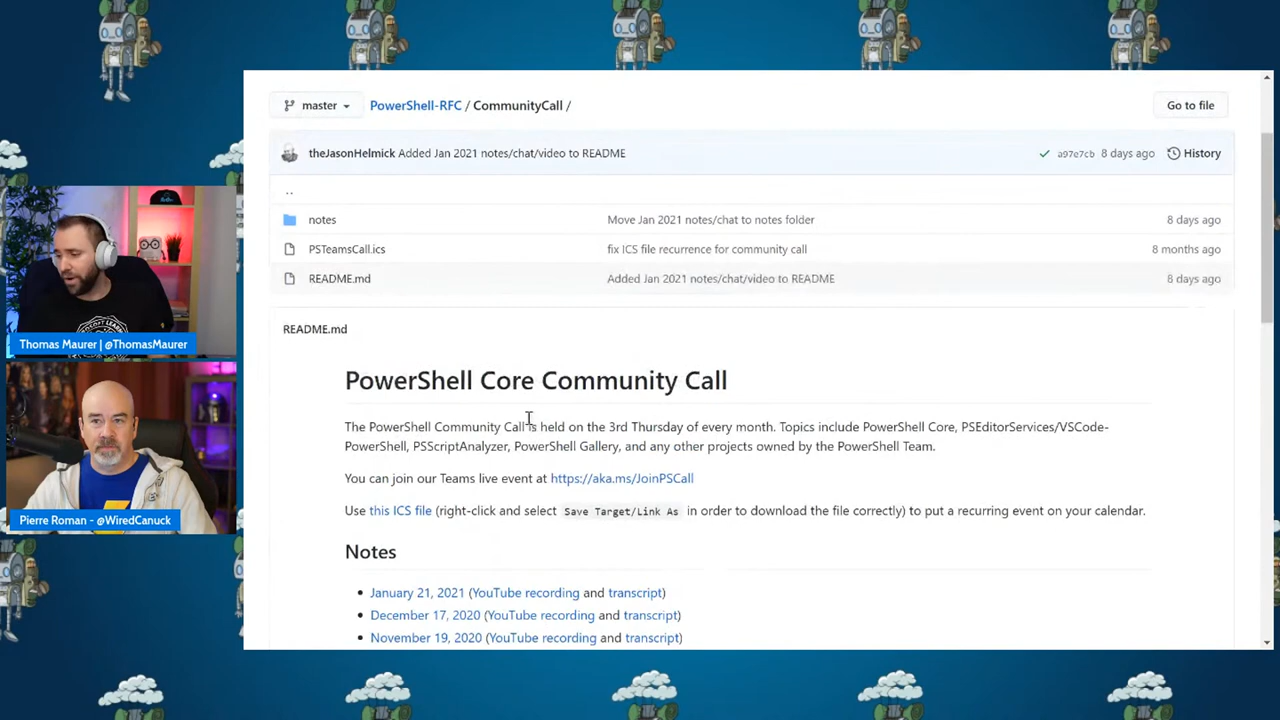 master
PowerShell-RFC / CommunityCall /
Go to file
theJasonHelmick Added Jan 2021 notes/chat/video to README
a97e7cb 8 days ago
History
..
notes
Move Jan 2021 notes/chat to notes folder
8 days ago
PSTeamsCall.ics
fix ICS file recurrence for community call
8 months ago
README.md
Added Jan 2021 notes/chat/video to README
8 days ago
README.md
PowerShell Core Community Call
The PowerShell Community Call is held on the 3rd Thursday of every month. Topics include PowerShell Core, PSEditorServices/VSCode-
PowerShell, PSScriptAnalyzer, PowerShell Gallery, and any other projects owned by the PowerShell Team.
You can join our Teams live event at https://aka.ms/JoinPSCall
Use this ICS file (right-click and select Save Target/Link As in order to download the file correctly) to put a recurring event on your calendar.
Notes
• January 21, 2021 (YouTube recording and transcript)
• December 17, 2020 (YouTube recording and transcript)
• November 19, 2020 (YouTube recording and transcript)
Thomas Maurer | @ThomasMaurer
Pierre Roman - @WiredCanuck